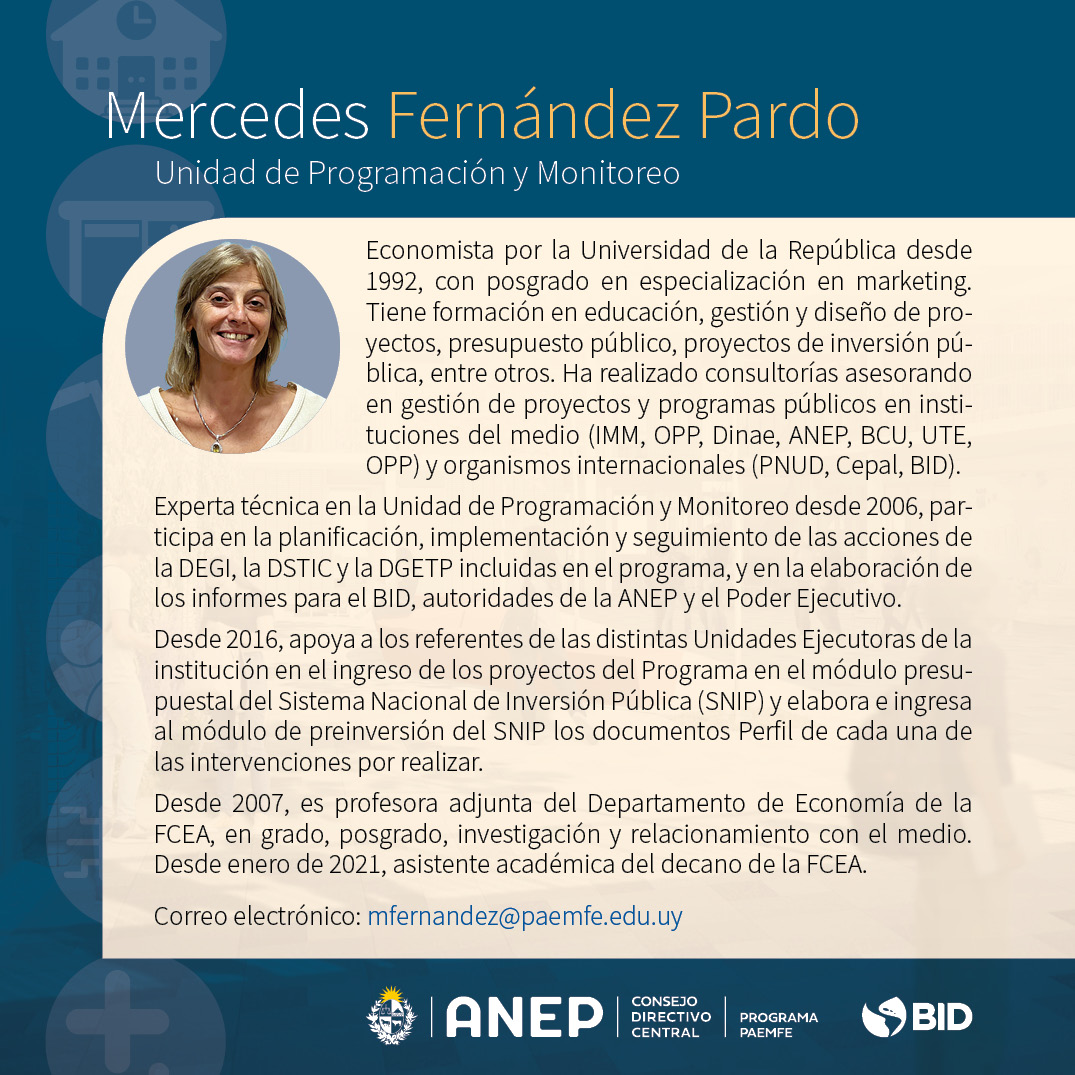 Mercedes Fernández Pardo
Unidad de Programación y Monitoreo
Economista por la Universidad de la República desde
1992, con posgrado en especialización en marketing.
Tiene formación en educación, gestión y diseño de pro-
yectos, presupuesto público, proyectos de inversión pú-
blica, entre otros. Ha realizado consultorías asesorando
en gestión de proyectos y programas públicos en insti-
tuciones del medio (IMM, OPP, Dinae, ANEP, BCU, UTE,
OPP) y organismos internacionales (PNUD, Cepal, BID).
Experta técnica en la Unidad de Programación y Monitoreo desde 2006, par-
ticipa en la planificación, implementación y seguimiento de las acciones de
la DEGI, la DSTIC y la DGETP incluidas en el programa, y en la elaboración de
los informes para el BID, autoridades de la ANEP y el Poder Ejecutivo.
Desde 2016, apoya a los referentes de las distintas Unidades Ejecutoras de la
institución en el ingreso de los proyectos del Programa en el módulo presu-
puestal del Sistema Nacional de Inversión Pública (SNIP) y elabora e ingresa
al módulo de preinversión del SNIP los documentos Perfil de cada una de
las intervenciones por realizar.
Desde 2007, es profesora adjunta del Departamento de Economía de la
FCEA, en grado, posgrado, investigación y relacionamiento con el medio.
Desde enero de 2021, asistente académica del decano de la FCEA.
Correo electrónico: mfernandez@paemfe.edu.uy
ANEP
CONSEJO
DIRECTIVO
CENTRAL
PROGRAMA
PAEMFE
BID